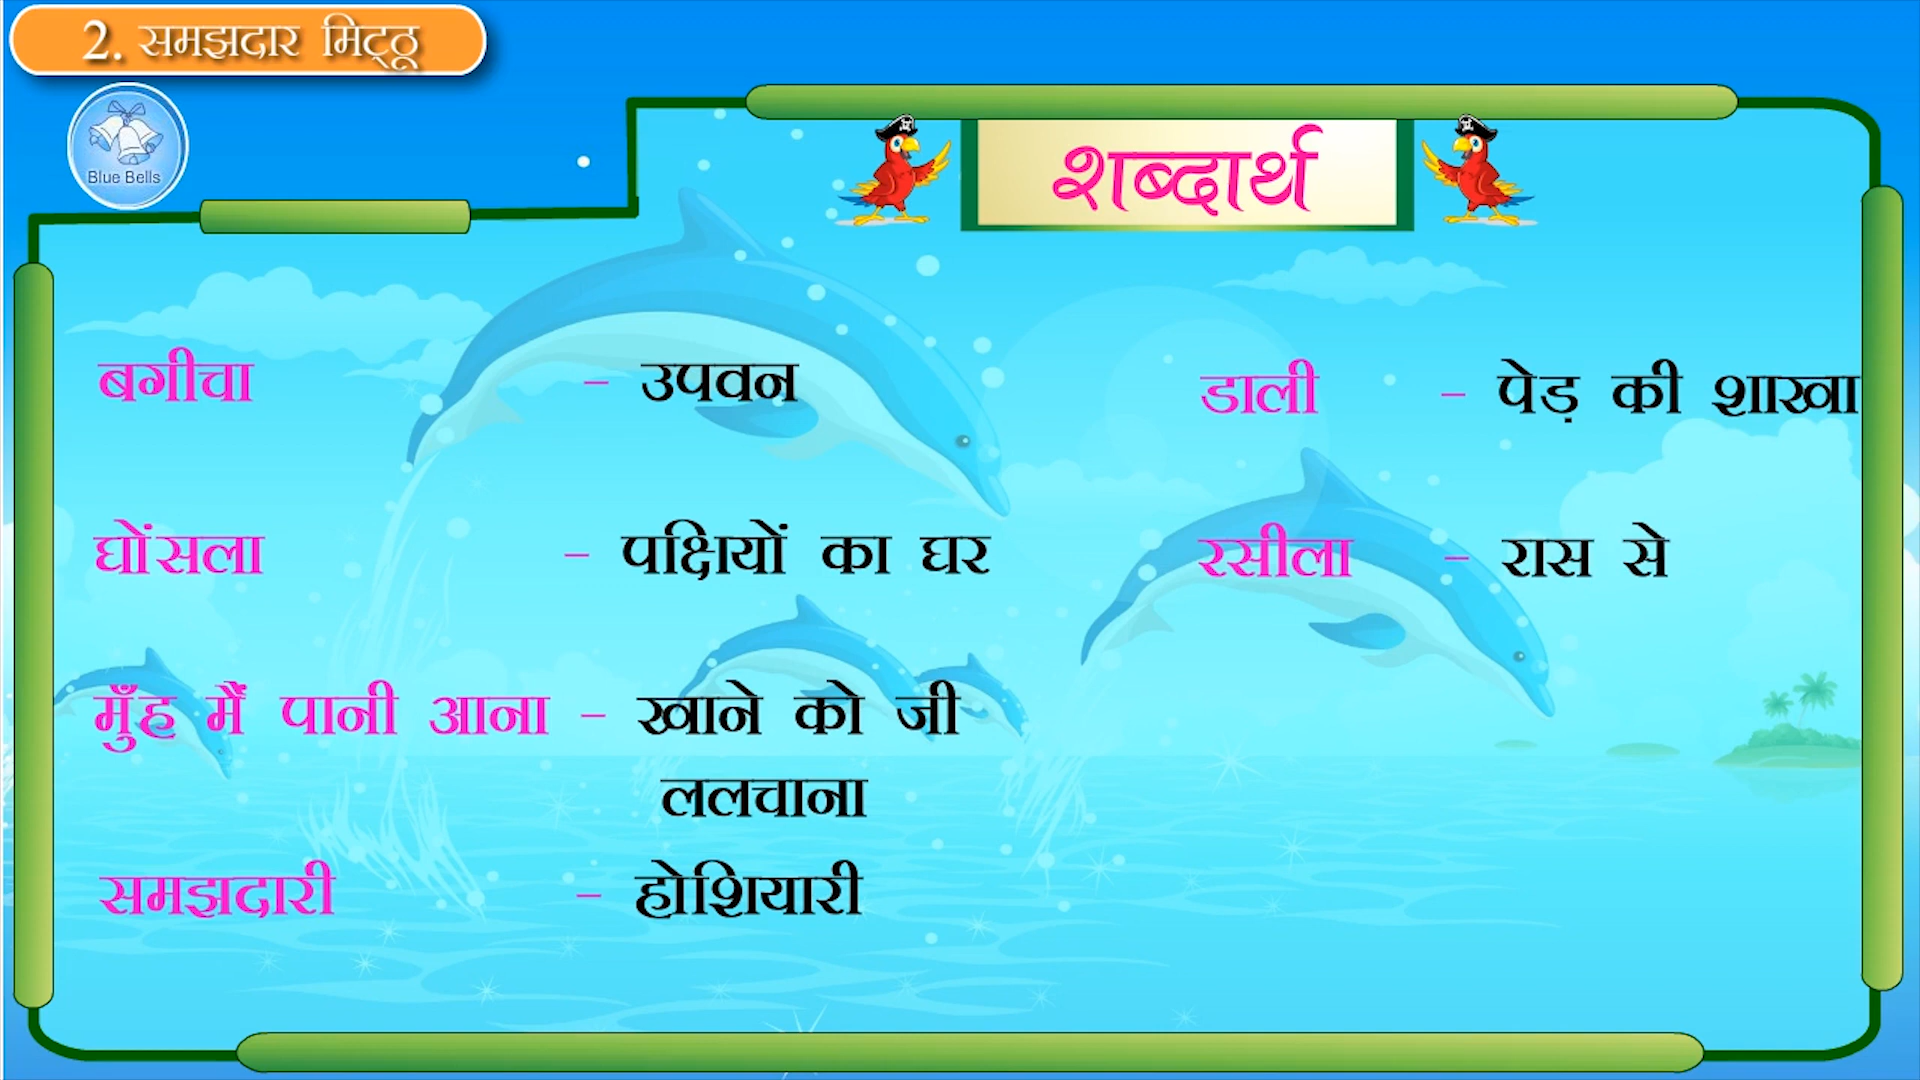 2. समझदार मिट्ठू
Blue Bells
शब्दार्थ
बगीचा - उपवन
घोंसला - पक्षियों का घर
मुँह में पानी आना - खाने को जी
ललचाना
समझदारी - होशियारी
डाली - पेड़ की शाखा
रसीला - रास से